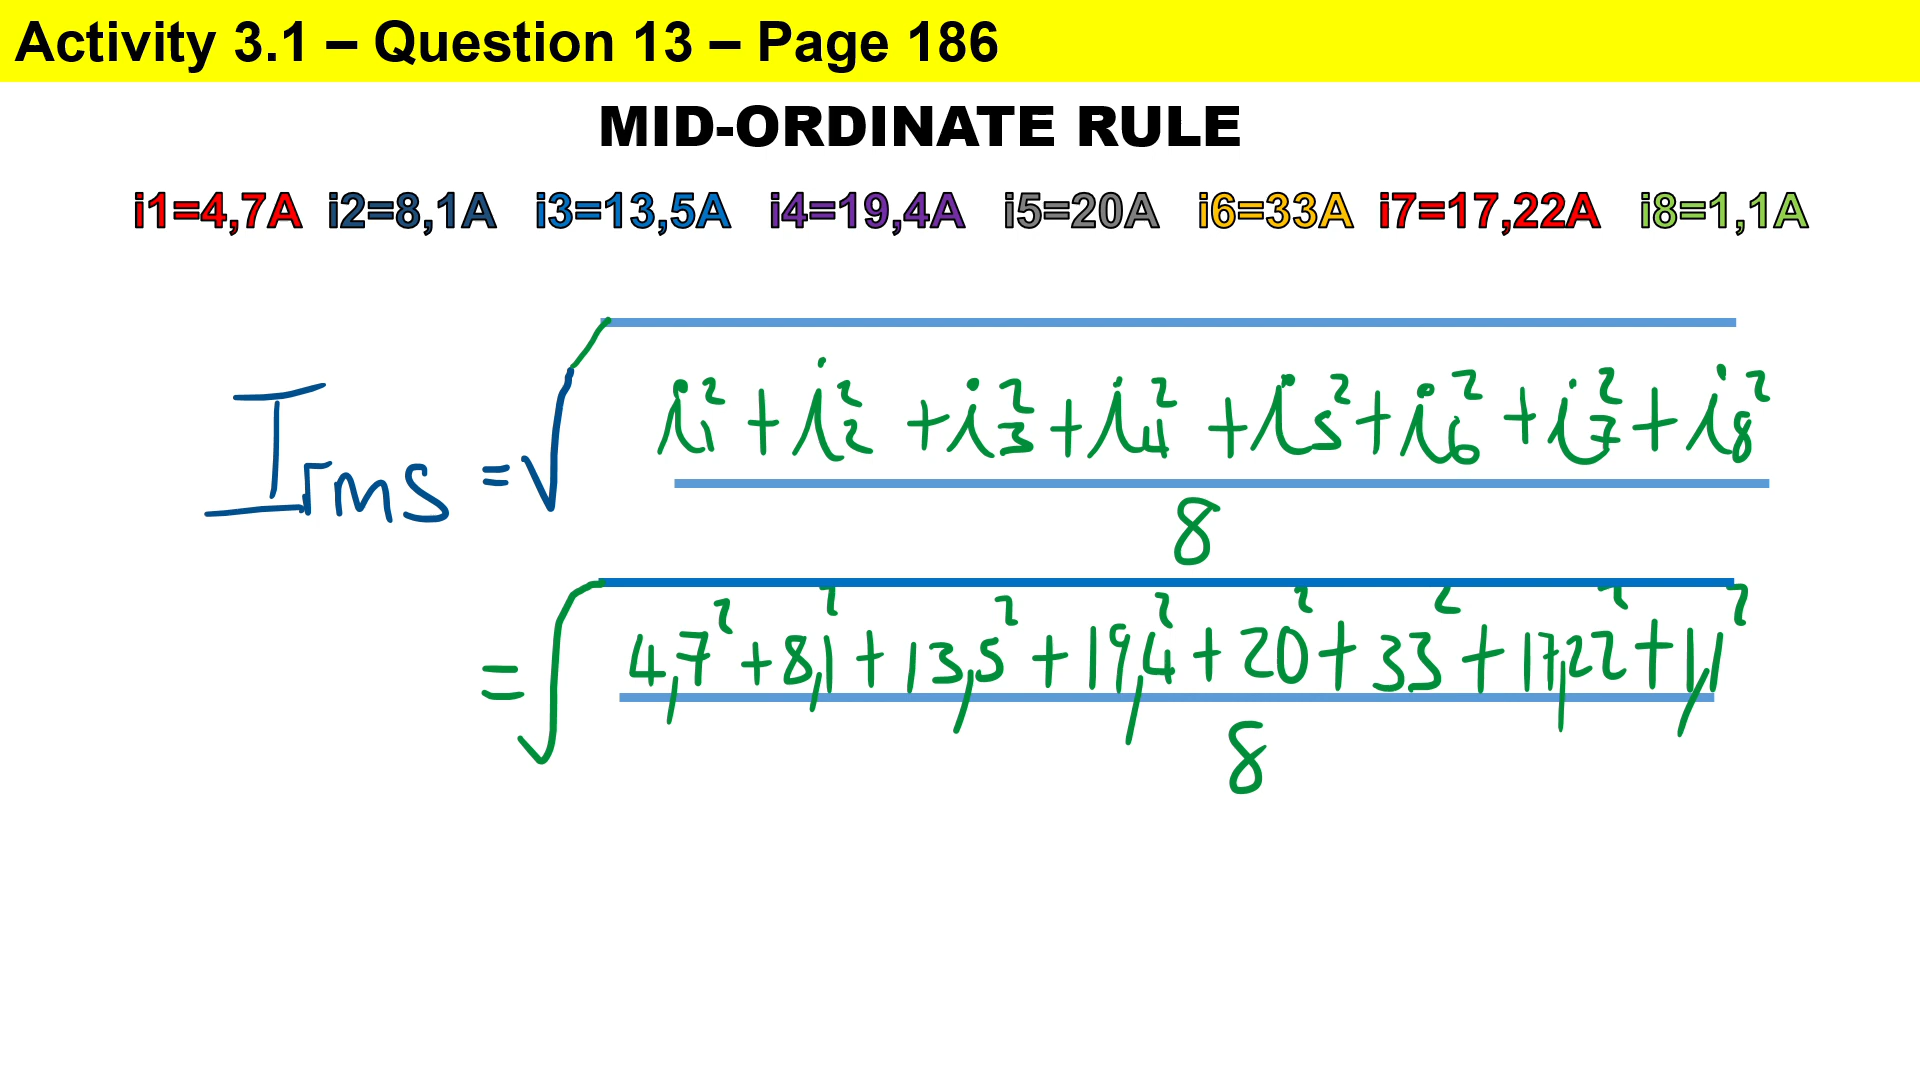 Activity 3.1 – Question 13 – Page 186
MID-ORDINATE RULE
i1=4,7A i2=8,1A i3=13,5A i4=19,4A i5=20A i6=33A i7=17,22A i8=1,1A
Irms = √ i₁² + i₂² + i₃² + i₄² + i₅² + i₆² + i₇² + i₈²
8
= √ 4,7² + 8,1² + 13,5² + 19,4² + 20² + 33² + 17,22² + 1,1²
8